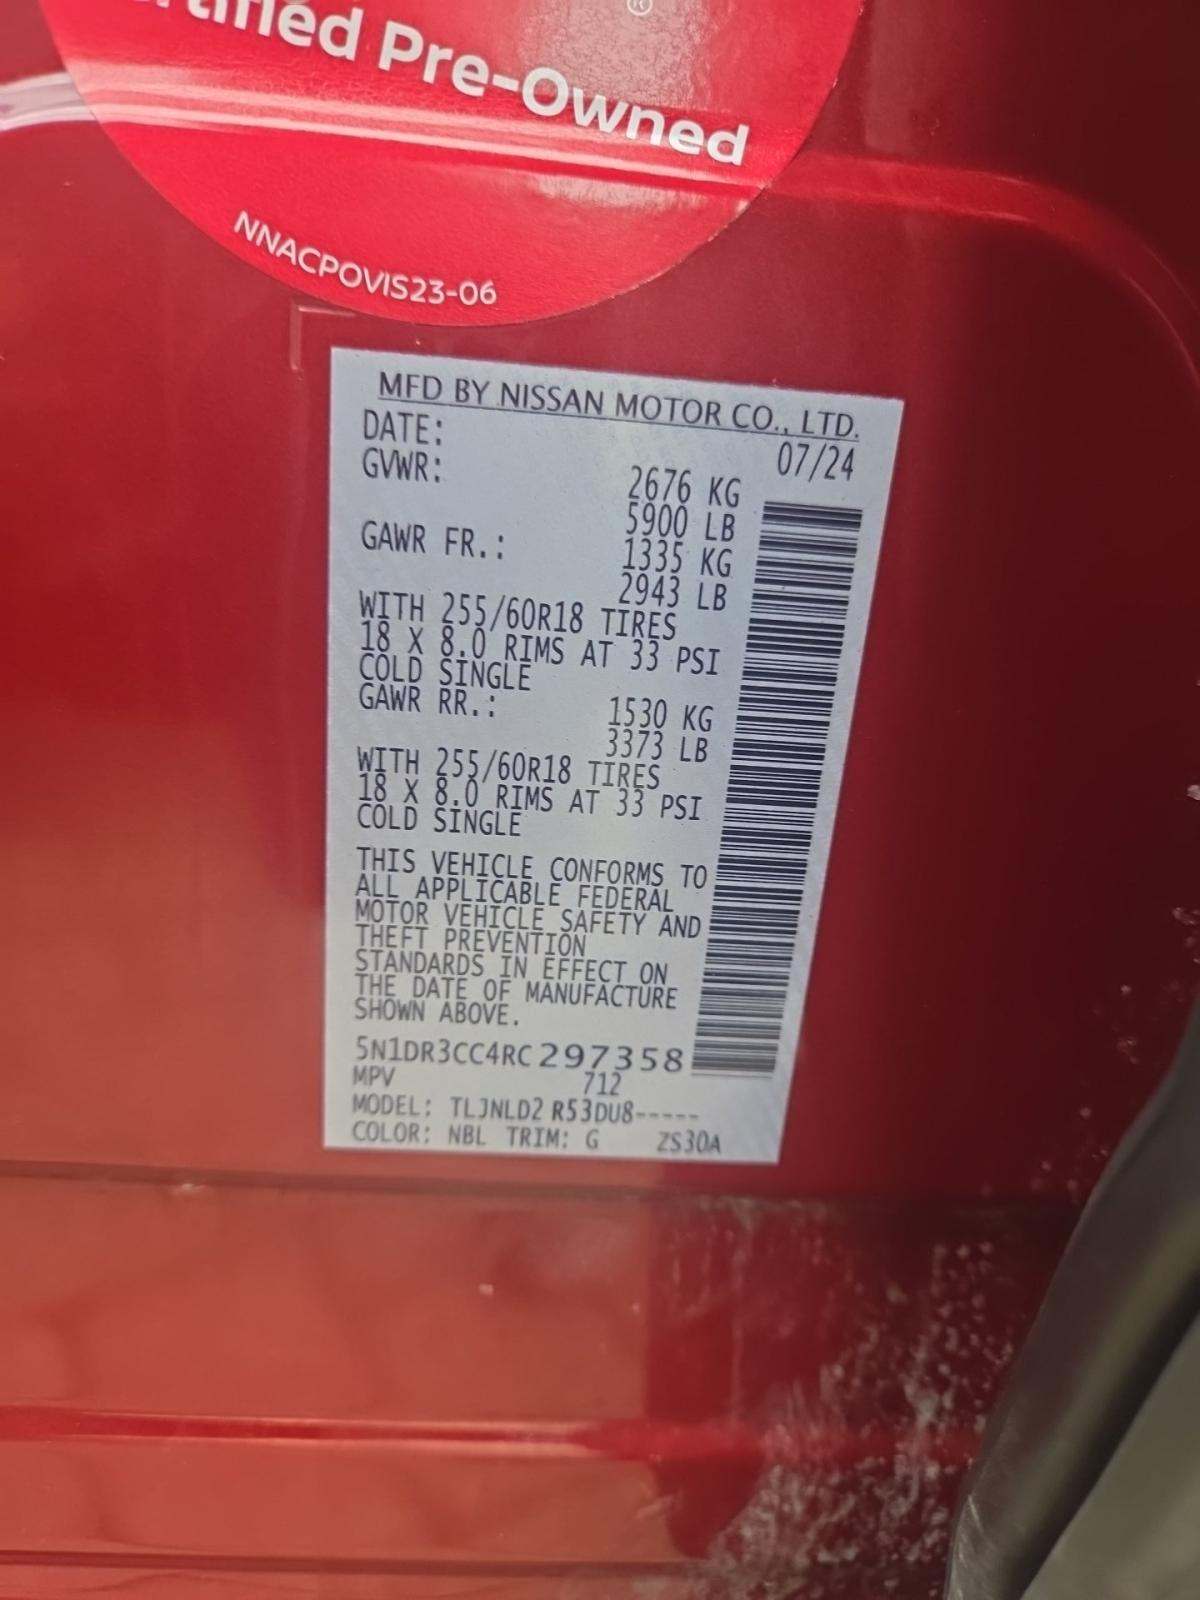 rtified Pre-Owned
®
NNACPOVIS23-06
MFD BY NISSAN MOTOR CO., LTD.
DATE: 07/24
GVWR: 2676 KG
5900 LB
GAWR FR.: 1335 KG
2943 LB
WITH 255/60R18 TIRES
18 X 8.0 RIMS AT 33 PSI
COLD SINGLE
GAWR RR.: 1530 KG
3373 LB
WITH 255/60R18 TIRES
18 X 8.0 RIMS AT 33 PSI
COLD SINGLE
THIS VEHICLE CONFORMS TO
ALL APPLICABLE FEDERAL
MOTOR VEHICLE SAFETY AND
THEFT PREVENTION
STANDARDS IN EFFECT ON
THE DATE OF MANUFACTURE
SHOWN ABOVE.
5N1DR3CC4RC297358
MPV 712
MODEL: TLJNLD2 R53DU8-----
COLOR: NBL TRIM: G ZS30A